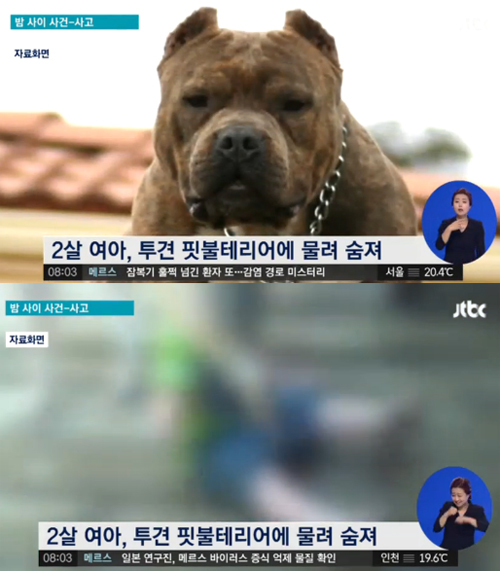 밤 사이 사건-사고
자료화면
2살 여아, 투견 핏불테리어에 물려 숨져
08:03 메르스 잠복기 훌쩍 넘긴 환자 또…감염 경로 미스터리 서울 20.4℃
밤 사이 사건-사고
jtbc
자료화면
2살 여아, 투견 핏불테리어에 물려 숨져
08:03 메르스 일본 연구진, 메르스 바이러스 증식 억제 물질 확인 인천 19.6℃